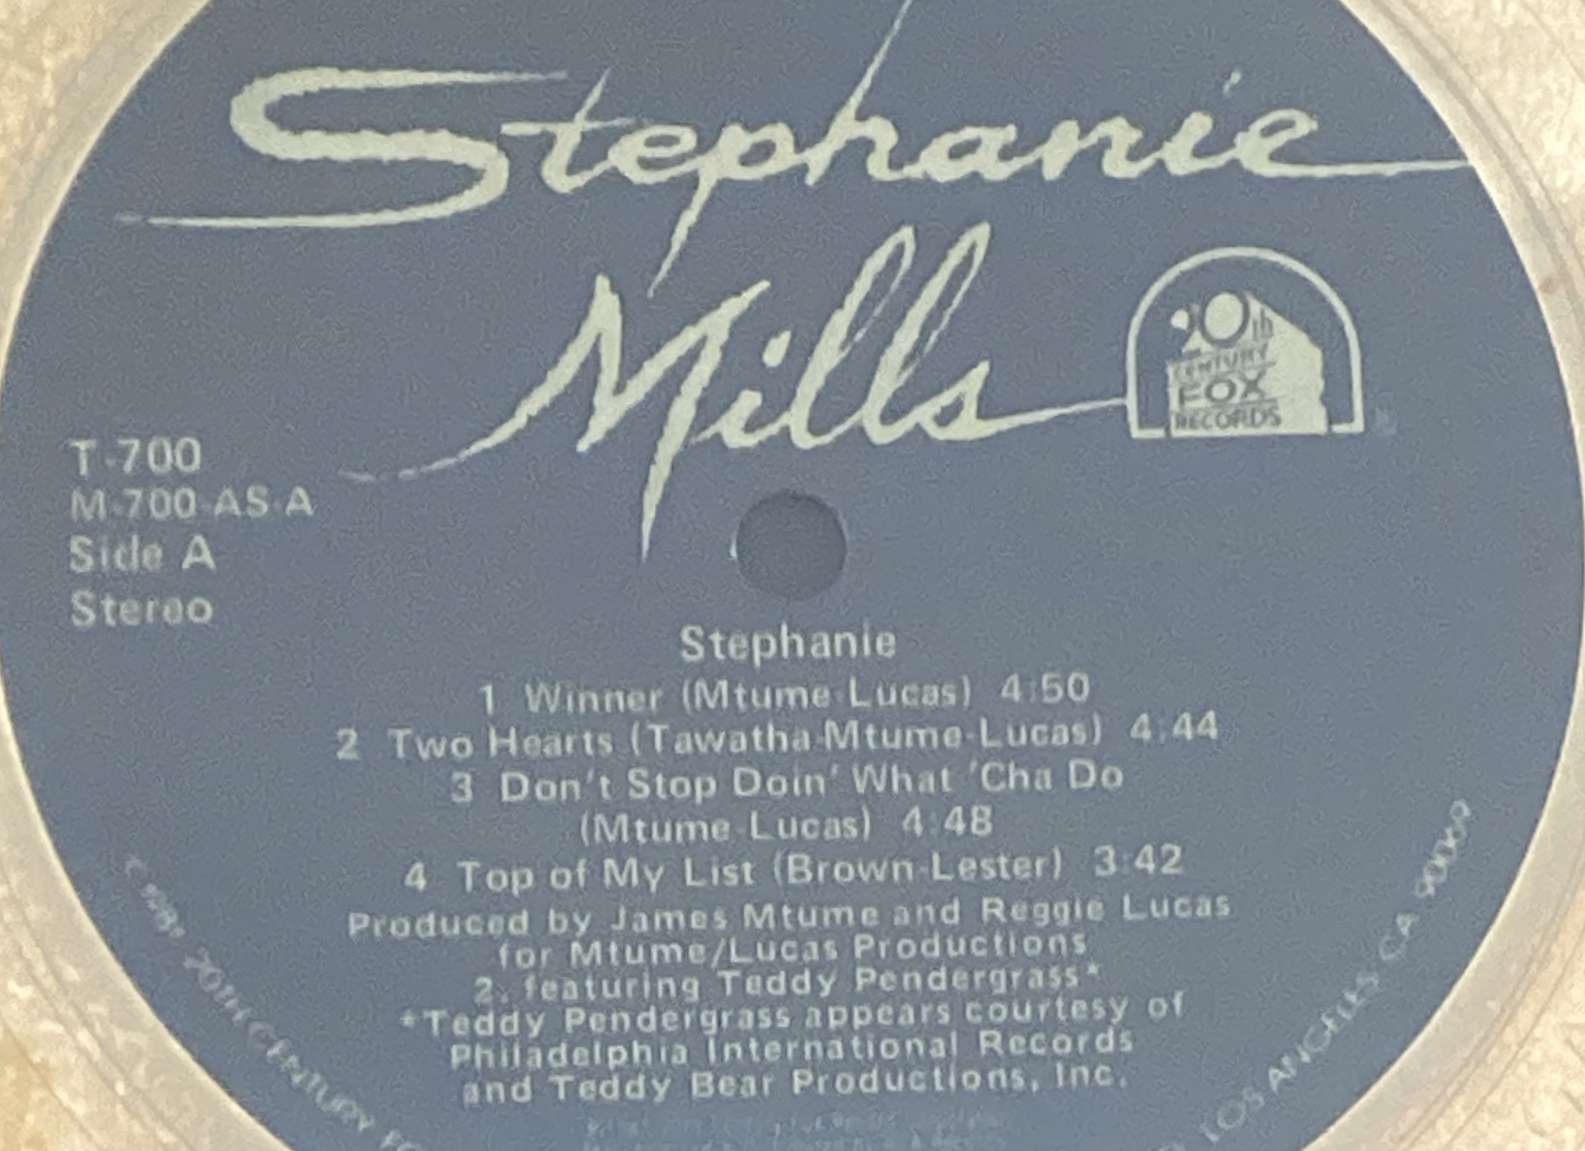 Stephanie
Mills
20th
CENTURY
FOX
RECORDS
T-700
M-700-AS-A
Side A
Stereo
Stephanie
1 Winner (Mtume-Lucas) 4:50
2 Two Hearts (Tawatha-Mtume-Lucas) 4:44
3 Don't Stop Doin' What 'Cha Do
(Mtume-Lucas) 4:48
4 Top of My List (Brown-Lester) 3:42
Produced by James Mtume and Reggie Lucas
for Mtume/Lucas Productions
2. featuring Teddy Pendergrass*
*Teddy Pendergrass appears courtesy of
Philadelphia International Records
and Teddy Bear Productions, Inc.
20TH CENTURY
LOS ANGELES CA 90069